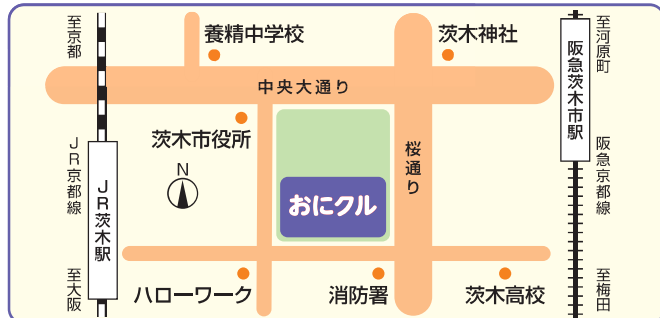 至京都
養精中学校
茨木神社
至河原町
中央大通り
阪急茨木市駅
茨木市役所
桜通り
JR京都線
JR茨木駅
N
おにクル
阪急京都線
至大阪
ハローワーク
消防署
茨木高校
至梅田